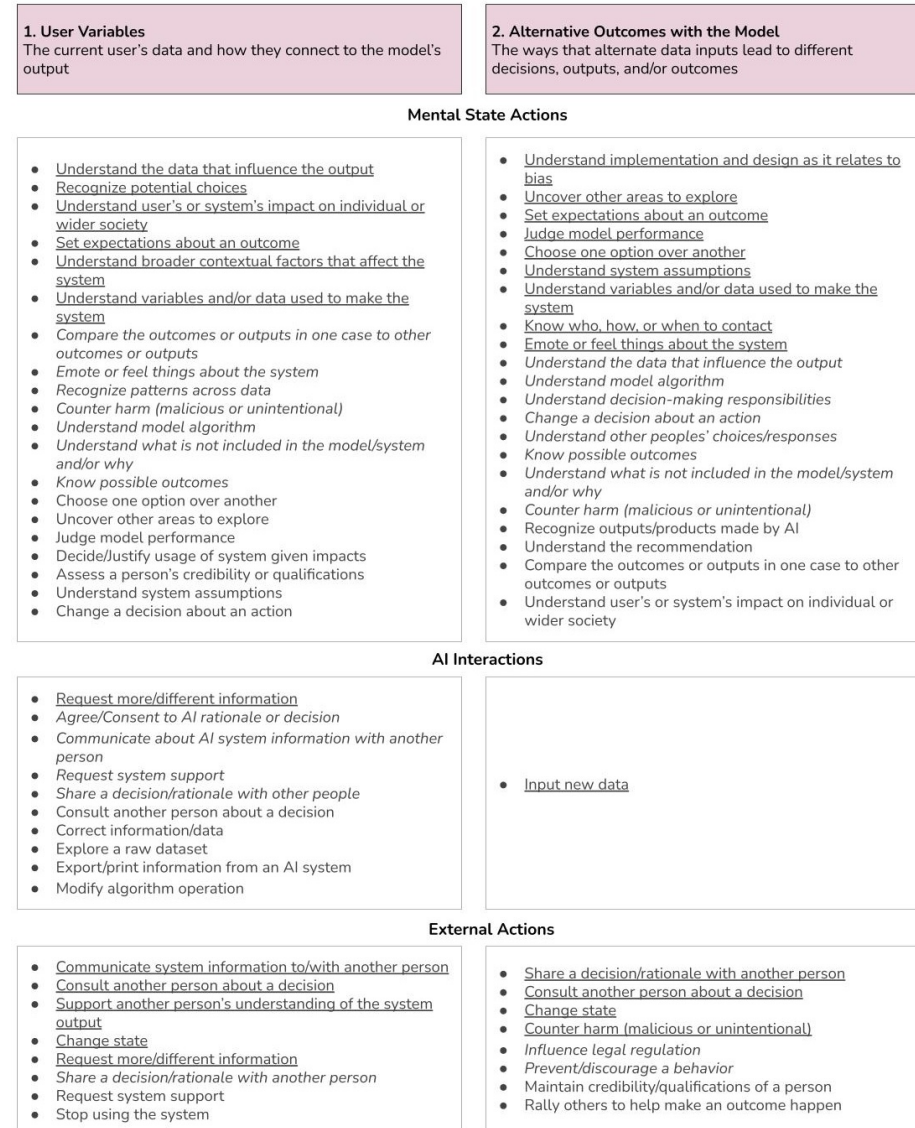 1. User Variables
The current user's data and how they connect to the model's
output
2. Alternative Outcomes with the Model
The ways that alternate data inputs lead to different
decisions, outputs, and/or outcomes
Mental State Actions
● Understand the data that influence the output
● Recognize potential choices
● Understand user's or system's impact on individual or
wider society
● Set expectations about an outcome
● Understand broader contextual factors that affect the
system
● Understand variables and/or data used to make the
system
● Compare the outcomes or outputs in one case to other
outcomes or outputs
● Emote or feel things about the system
● Recognize patterns across data
● Counter harm (malicious or unintentional)
● Understand model algorithm
● Understand what is not included in the model/system
and/or why
● Know possible outcomes
● Choose one option over another
● Uncover other areas to explore
● Judge model performance
● Decide/Justify usage of system given impacts
● Assess a person's credibility or qualifications
● Understand system assumptions
● Change a decision about an action
● Understand implementation and design as it relates to
bias
● Uncover other areas to explore
● Set expectations about an outcome
● Judge model performance
● Choose one option over another
● Understand system assumptions
● Understand variables and/or data used to make the
system
● Know who, how, or when to contact
● Emote or feel things about the system
● Understand the data that influence the output
● Understand model algorithm
● Understand decision-making responsibilities
● Change a decision about an action
● Understand other peoples' choices/responses
● Know possible outcomes
● Understand what is not included in the model/system
and/or why
● Counter harm (malicious or unintentional)
● Recognize outputs/products made by AI
● Understand the recommendation
● Compare the outcomes or outputs in one case to other
outcomes or outputs
● Understand user's or system's impact on individual or
wider society
AI Interactions
● Request more/different information
● Agree/Consent to AI rationale or decision
● Communicate about AI system information with another
person
● Request system support
● Share a decision/rationale with other people
● Consult another person about a decision
● Correct information/data
● Explore a raw dataset
● Export/print information from an AI system
● Modify algorithm operation
● Input new data
External Actions
● Communicate system information to/with another person
● Consult another person about a decision
● Support another person's understanding of the system
output
● Change state
● Request more/different information
● Share a decision/rationale with another person
● Request system support
● Stop using the system
● Share a decision/rationale with another person
● Consult another person about a decision
● Change state
● Counter harm (malicious or unintentional)
● Influence legal regulation
● Prevent/discourage a behavior
● Maintain credibility/qualifications of a person
● Rally others to help make an outcome happen